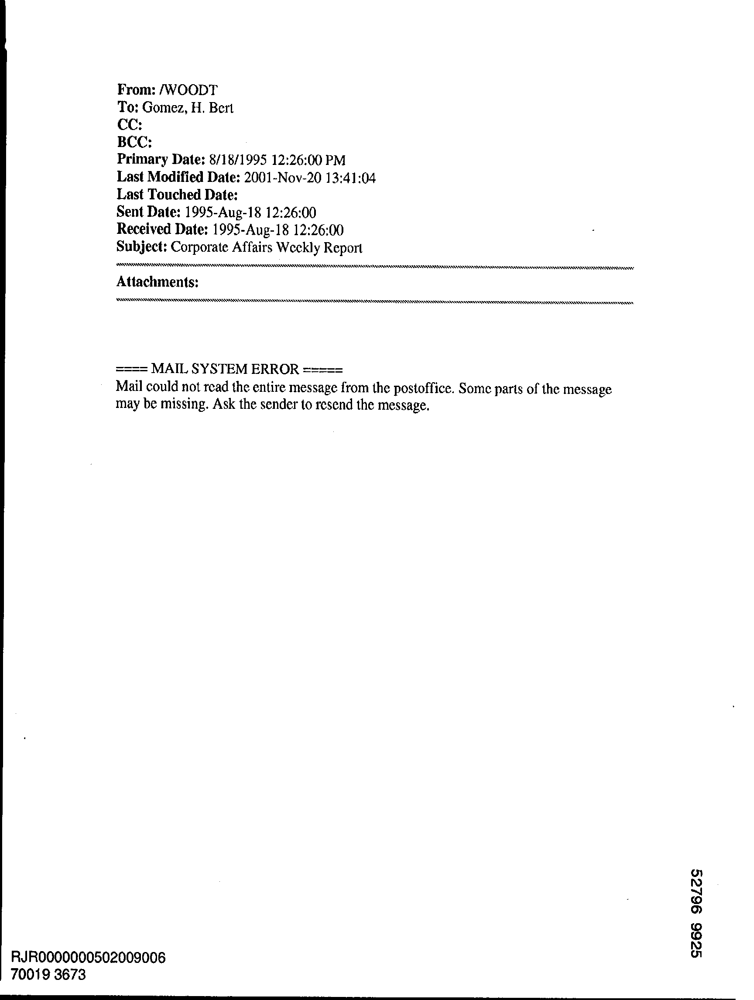 From: /WOODT
To: Gomez, H. Bert
CC:
BCC:
Primary Date: 8/18/1995 12:26:00 PM
Last Modified Date: 2001-Nov-20 13:41:04
Last Touched Date:
Sent Date: 1995-Aug-18 12:26:00
Received Date: 1995-Aug-18 12:26:00
Subject: Corporate Affairs Weekly Report
Attachments:
==== MAIL SYSTEM ERROR =====
Mail could not read the entire message from the postoffice. Some parts of the message
may be missing. Ask the sender to resend the message.
52796 9925
RJR0000000502009006
70019 3673